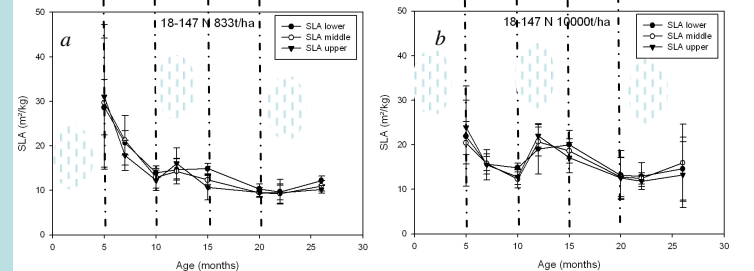 18-147 N 833t/ha
a
SLA lower
SLA middle
SLA upper
SLA (m²/kg)
50
40
30
20
10
0
0 5 10 15 20 25 30
Age (months)
18-147 N 10000t/ha
b
SLA lower
SLA middle
SLA upper
SLA (m²/kg)
50
40
30
20
10
0
0 5 10 15 20 25 30
Age (months)